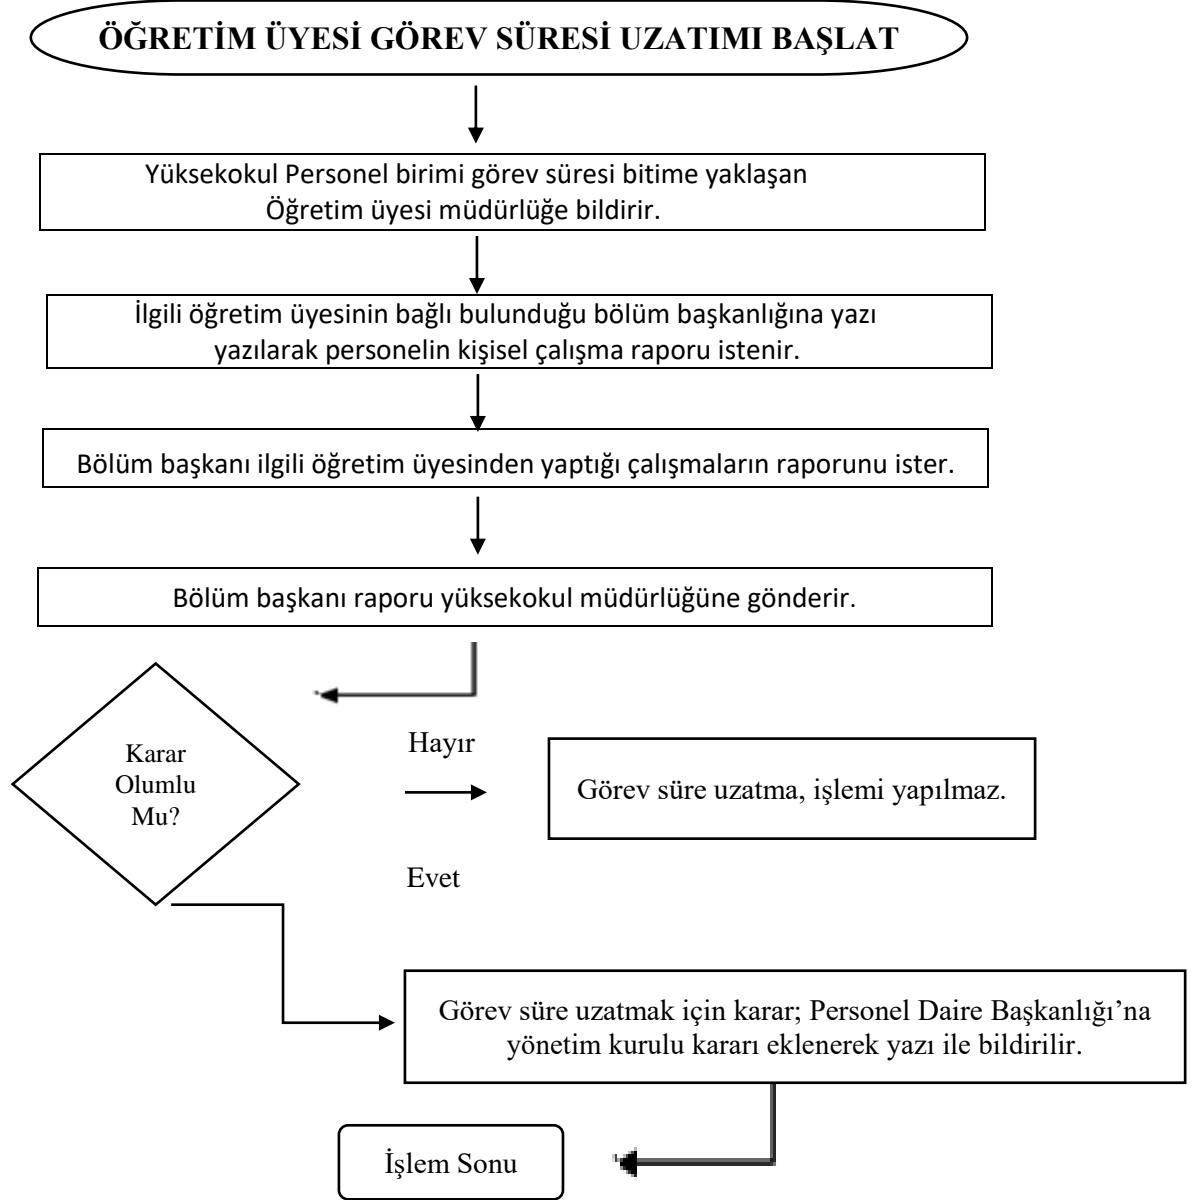 ÖĞRETİM ÜYESİ GÖREV SÜRESİ UZATIMI BAŞLAT
Yüksekokul Personel birimi görev süresi bitime yaklaşan
Öğretim üyesi müdürlüğe bildirir.
İlgili öğretim üyesinin bağlı bulunduğu bölüm başkanlığına yazı
yazılarak personelin kişisel çalışma raporu istenir.
Bölüm başkanı ilgili öğretim üyesinden yaptığı çalışmaların raporunu ister.
Bölüm başkanı raporu yüksekokul müdürlüğüne gönderir.
Karar
Olumlu
Mu?
Hayır
Görev süre uzatma, işlemi yapılmaz.
Evet
Görev süre uzatmak için karar; Personel Daire Başkanlığı’na
yönetim kurulu kararı eklenerek yazı ile bildirilir.
İşlem Sonu